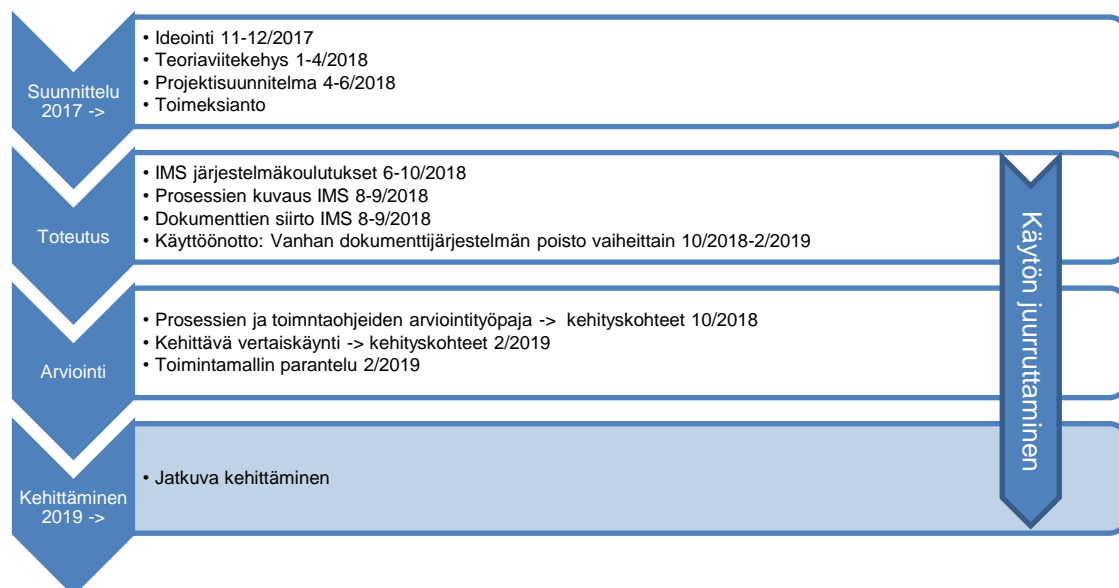 Suunnittelu
2017 ->
• Ideointi 11-12/2017
• Teoriaviitekehys 1-4/2018
• Projektisuunnitelma 4-6/2018
• Toimeksianto
Toteutus
• IMS järjestelmäkoulutukset 6-10/2018
• Prosessien kuvaus IMS 8-9/2018
• Dokumenttien siirto IMS 8-9/2018
• Käyttöönotto: Vanhan dokumenttijärjestelmän poisto vaiheittain 10/2018-2/2019
Arviointi
• Prosessien ja toimntaohjeiden arviointityöpaja -> kehityskohteet 10/2018
• Kehittävä vertaiskäynti -> kehityskohteet 2/2019
• Toimintamallin parantelu 2/2019
Kehittäminen
2019 ->
• Jatkuva kehittäminen
Käytön juurruttaminen